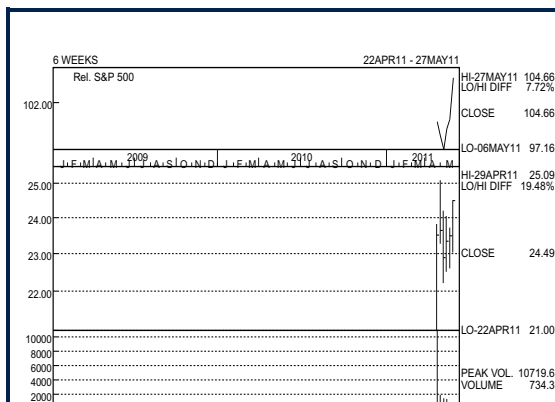 6 WEEKS 22APR11 - 27MAY11
Rel. S&P 500
HI-27MAY11 104.66
LO/HI DIFF 7.72%
102.00
CLOSE 104.66
LO-06MAY11 97.16
2009 2010 2011
J F M A M J J A S O N D J F M A M J J A S O N D J F M A M
HI-29APR11 25.09
LO/HI DIFF 19.48%
25.00
24.00
23.00
CLOSE 24.49
22.00
LO-22APR11 21.00
10000
8000
6000
PEAK VOL. 10719.6
4000
VOLUME 734.3
2000